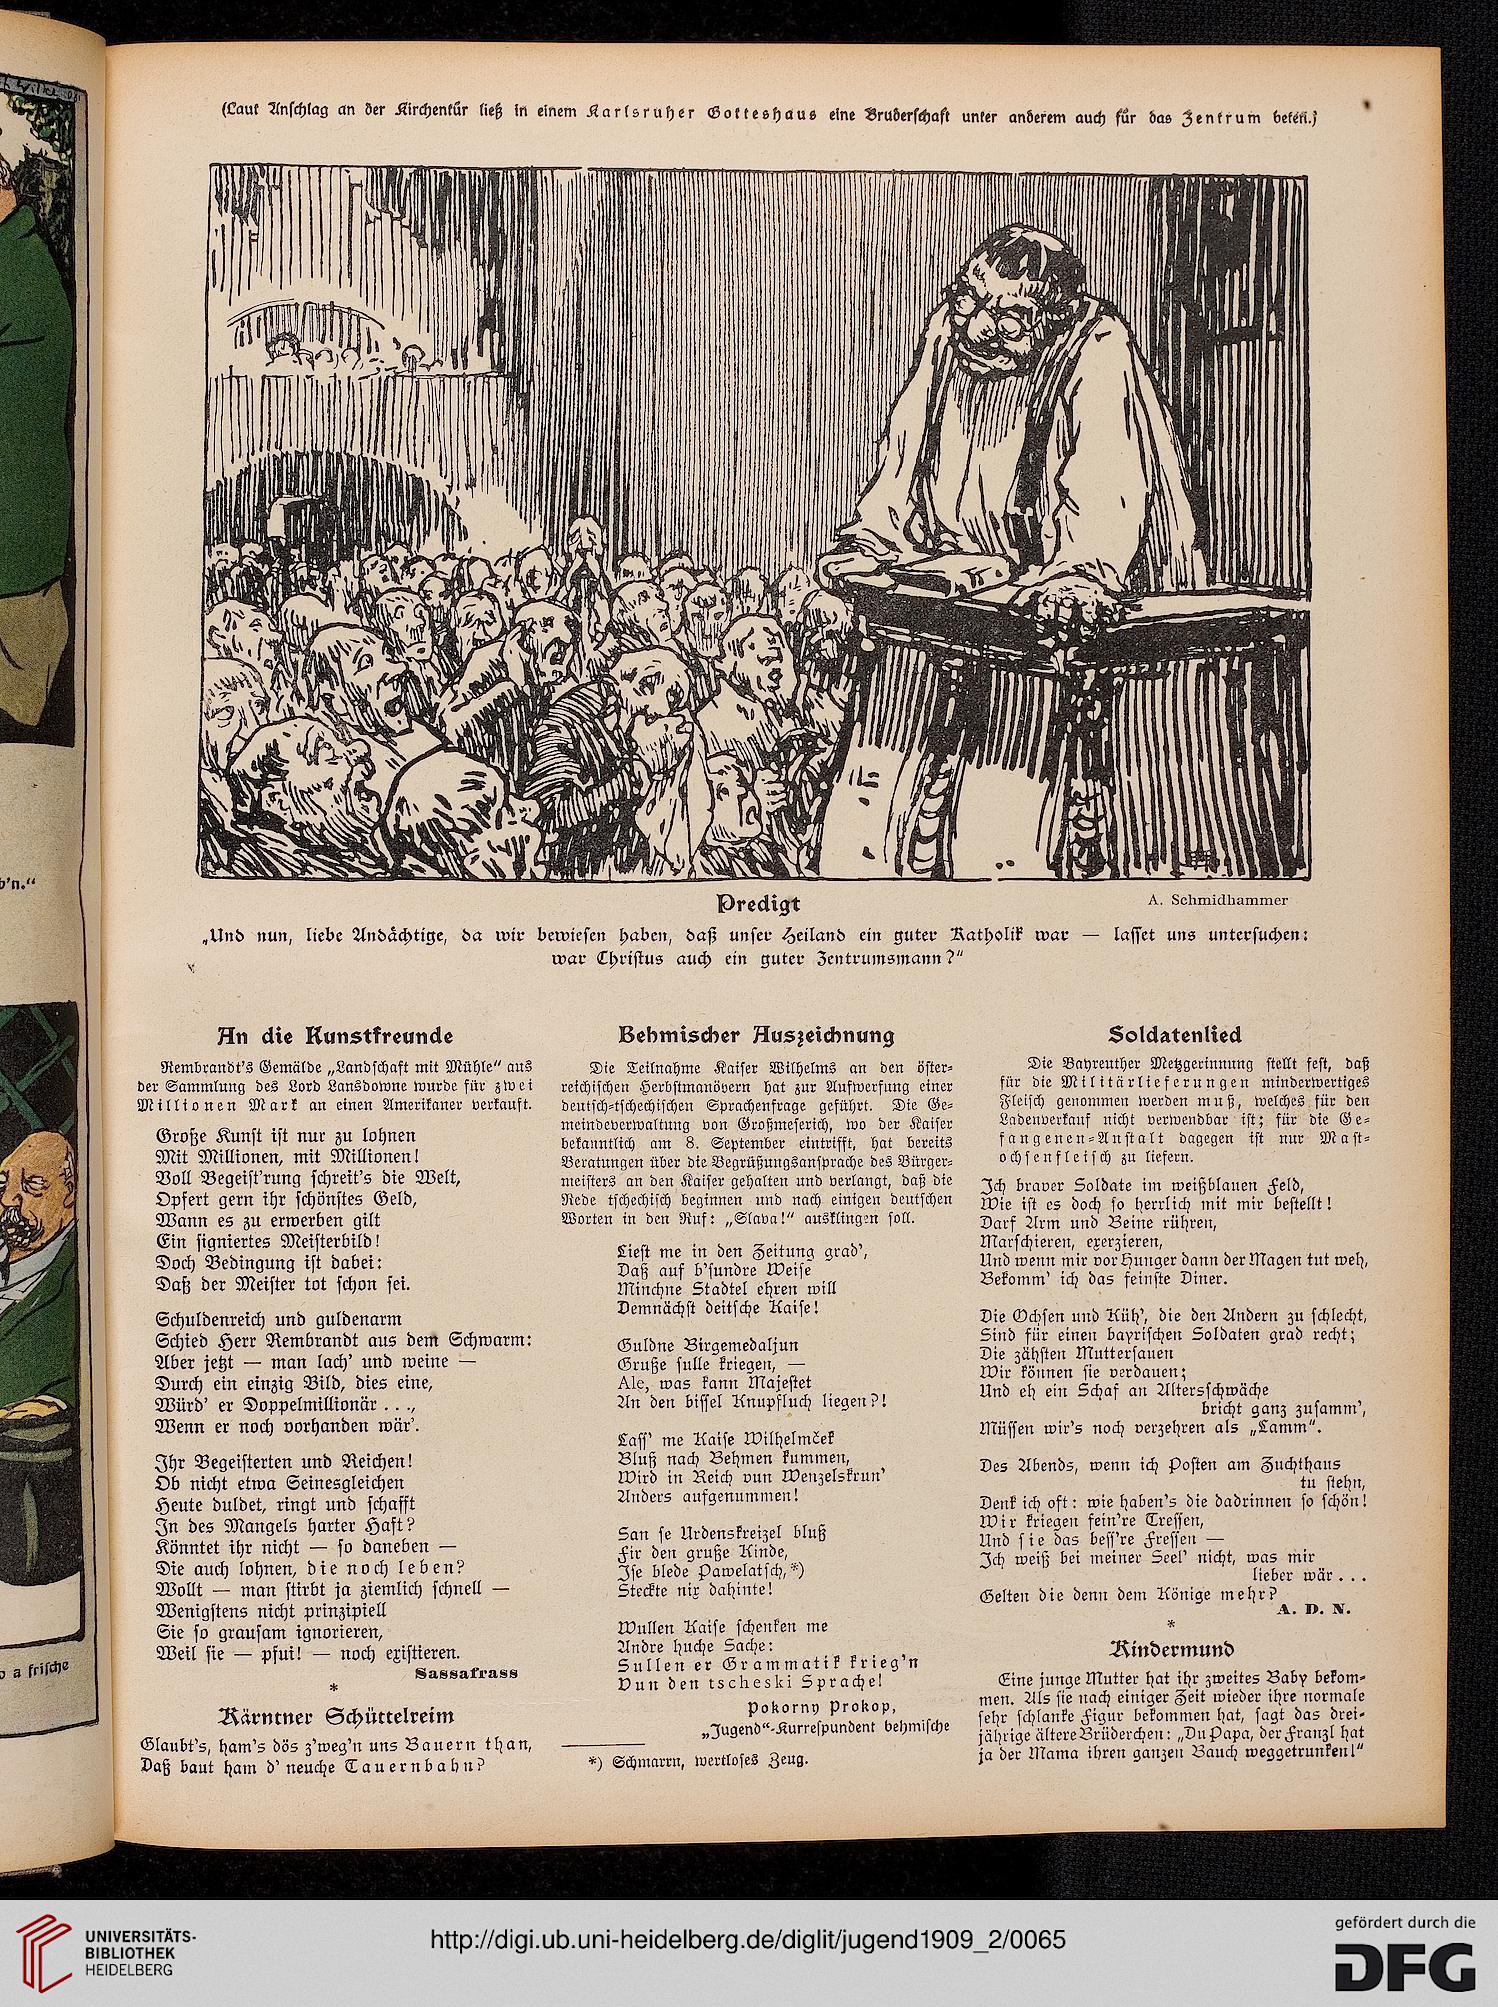 (Laut Anschlag an der Kirchentür ließ in einem Karlsruher Gotteshaus eine Bruderschaft unter anderem auch für das Zentrum beten.)
Predigt
A. Schmidhammer
„Und nun, liebe Andächtige, da wir bewiesen haben, daß unser Heiland ein guter Katholik war — lasset uns untersuchen:
war Christus auch ein guter Zentrumsmann?“
An die Kunstfreunde
Rembrandt's Gemälde „Landschaft mit Mühle“ aus
der Sammlung des Lord Lansdowne wurde für zwei
Millionen Mark an einen Amerikaner verkauft.
Große Kunst ist nur zu lohnen
Mit Millionen, mit Millionen!
Voll Begeist'rung schreit's die Welt,
Opfert gern ihr schönstes Geld,
Wann es zu erwerben gilt
Ein signiertes Meisterbild!
Doch Bedingung ist dabei:
Daß der Meister tot schon sei.
Schuldenreich und guldenarm
Schied Herr Rembrandt aus dem Schwarm:
Aber jetzt — man lach' und weine —
Durch ein einzig Bild, dies eine,
Würd' er Doppelmillionär . . .,
Wenn er noch vorhanden wär'.
Ihr Begeisterten und Reichen!
Ob nicht etwa Seinesgleichen
Heute duldet, ringt und schafft
In des Mangels harter Haft?
Könntet ihr nicht — so daneben —
Die auch lohnen, die noch leben?
Wollt — man stirbt ja ziemlich schnell —
Wenigstens nicht prinzipiell
Sie so grausam ignorieren,
Weil sie — pfui! — noch existieren.
Sassafrass
*
Kärntner Schüttelreim
Glaubt's, ham's dös z'weg'n uns Bauern than,
Daß baut ham d' neuche Tauernbahn?
Behmischer Auszeichnung
Die Teilnahme Kaiser Wilhelms an den öster-
reichischen Herbstmanövern hat zur Aufwerfung einer
deutsch-tschechischen Sprachenfrage geführt. Die Ge-
meindeverwaltung von Großmeserich, wo der Kaiser
bekanntlich am 8. September eintrifft, hat bereits
Beratungen über die Begrüßungsansprache des Bürger-
meisters an den Kaiser gehalten und verlangt, daß die
Rede tschechisch beginnen und nach einigen deutschen
Worten in den Ruf: „Slava!“ ausklingen soll.
Liest me in den Zeitung grad',
Daß auf b'sundre Weise
Minchne Stadtel ehren will
Demnächst deitsche Kaise!
Guldne Birgemedaljun
Gruße sulle kriegen, —
Ale, was kann Majestet
An den bissel Knupfluch liegen?!
Lass' me Kaise Wilhelmček
Bluß nach Behmen kummen,
Wird in Reich vun Wenzelskrun'
Anders aufgenummen!
San se Urdenskreizel bluß
Fir den gruße Kinde,
Ise blede Pawelatsch,*)
Steckte nix dahinte!
Wullen Kaise schenken me
Andre huche Sache:
Sullen er Grammatik krieg'n
Vun den tscheski Sprache!
Pokorny Prokop,
„Jugend“-Kurrespundent behmische
*) Schmarrn, wertloses Zeug.
Soldatenlied
Die Bayreuther Metzgerinnung stellt fest, daß
für die Militärlieferungen minderwertiges
Fleisch genommen werden muß, welches für den
Ladenverkauf nicht verwendbar ist; für die Ge-
fangenen-Anstalt dagegen ist nur Mast-
ochsenfleisch zu liefern.
Ich braver Soldate im weißblauen Feld,
Wie ist es doch so herrlich mit mir bestellt!
Darf Arm und Beine rühren,
Marschieren, exerzieren,
Und wenn mir vor Hunger dann der Magen tut weh,
Bekomm' ich das feinste Diner.
Die Ochsen und Küh', die den Andern zu schlecht,
Sind für einen bayrischen Soldaten grad recht;
Die zähsten Muttersauen
Wir können sie verdauen;
Und eh ein Schaf an Altersschwäche
bricht ganz zusamm',
Müssen wir's noch verzehren als „Lamm“.
Des Abends, wenn ich Posten am Zuchthaus
tu stehn,
Denk ich oft: wie haben's die dadrinnen so schön!
Wir kriegen fein're Tressen,
Und sie das bess're Fressen —
Ich weiß bei meiner Seel' nicht, was mir
lieber wär . . .
Gelten die denn dem Könige mehr?
A. D. N.
*
Kindermund
Eine junge Mutter hat ihr zweites Baby bekom-
men. Als sie nach einiger Zeit wieder ihre normale
sehr schlanke Figur bekommen hat, sagt das drei-
jährige ältere Brüderchen: „Du Papa, der Franzl hat
ja der Mama ihren ganzen Bauch weggetrunken!“
b'n.“
a frische
UNIVERSITÄTS-
BIBLIOTHEK
HEIDELBERG
http://digi.ub.uni-heidelberg.de/diglit/jugend1909_2/0065
gefördert durch die
DFG